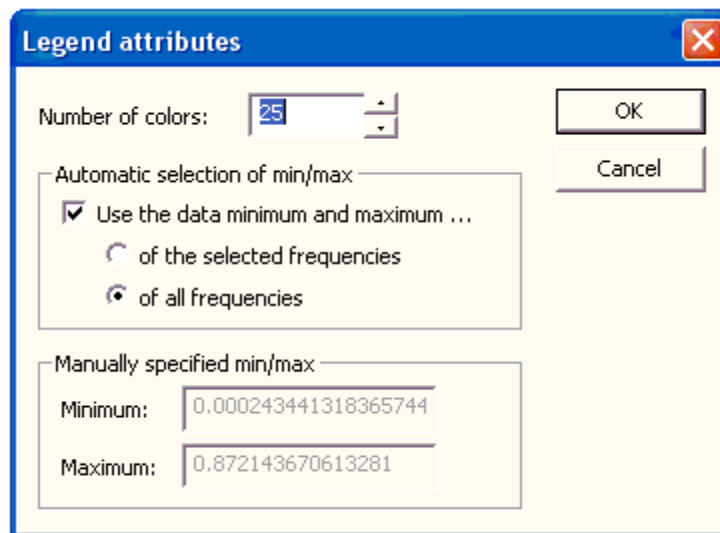 Legend attributes
Number of colors: 25
OK
Cancel
Automatic selection of min/max
Use the data minimum and maximum ...
of the selected frequencies
of all frequencies
Manually specified min/max
Minimum: 0.000243441318365744
Maximum: 0.872143670613281